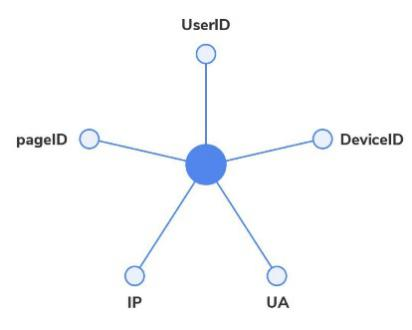 UserID
pageID
DeviceID
IP
UA